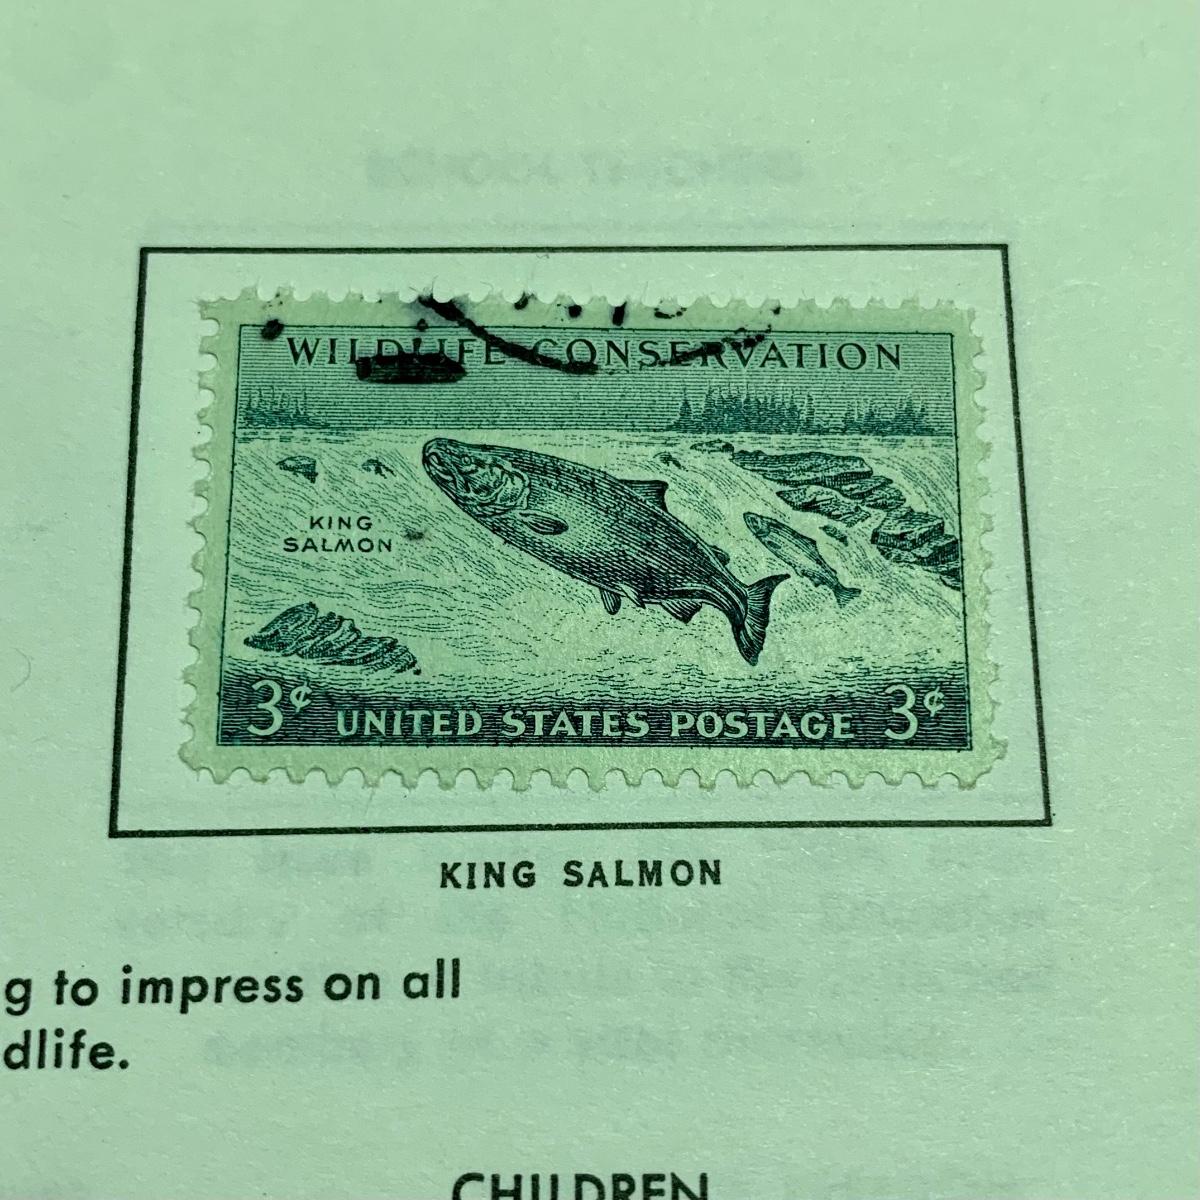 WILDLIFE CONSERVATION
KING
SALMON
3¢ UNITED STATES POSTAGE 3¢
KING SALMON
g to impress on all
dlife.
CHILDREN